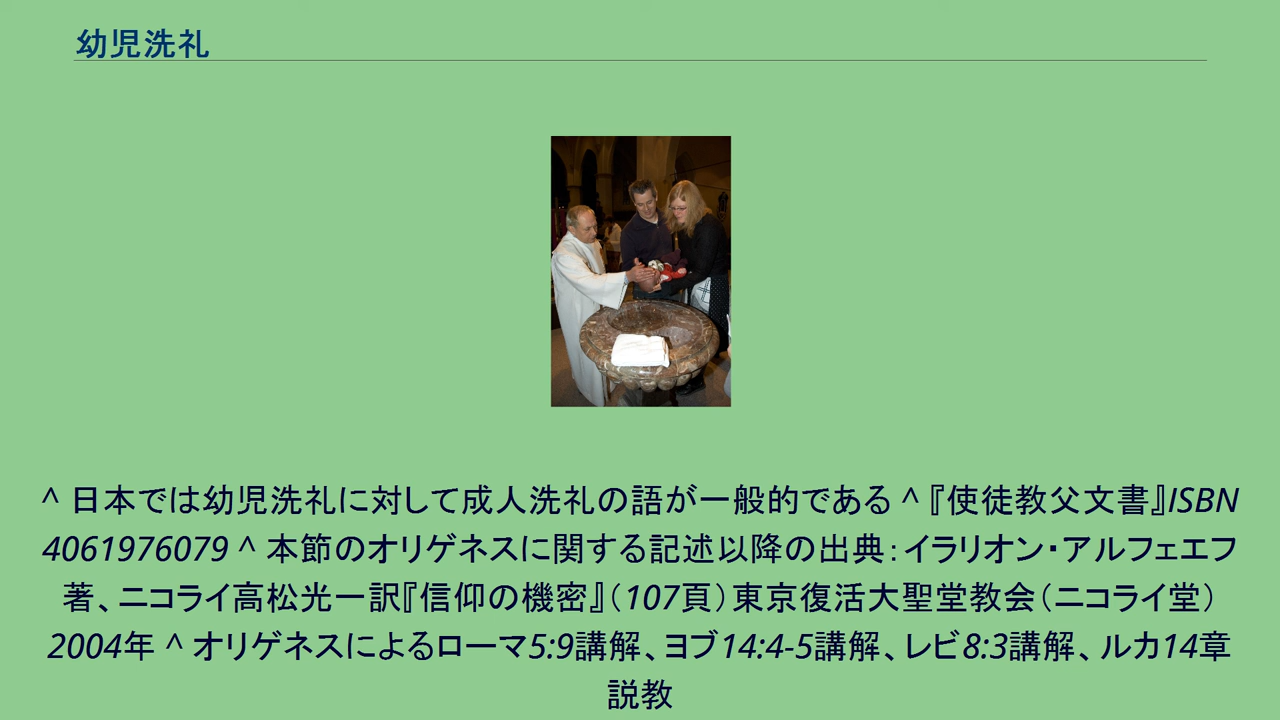 幼児洗礼
^ 日本では幼児洗礼に対して成人洗礼の語が一般的である ^ 『使徒教父文書』ISBN
4061976079 ^ 本節のオリゲネスに関する記述以降の出典：イラリオン・アルフェエフ
著、ニコライ高松光一訳『信仰の機密』（107頁）東京復活大聖堂教会（ニコライ堂）
2004年 ^ オリゲネスによるローマ5:9講解、ヨブ14:4-5講解、レビ8:3講解、ルカ14章
説教